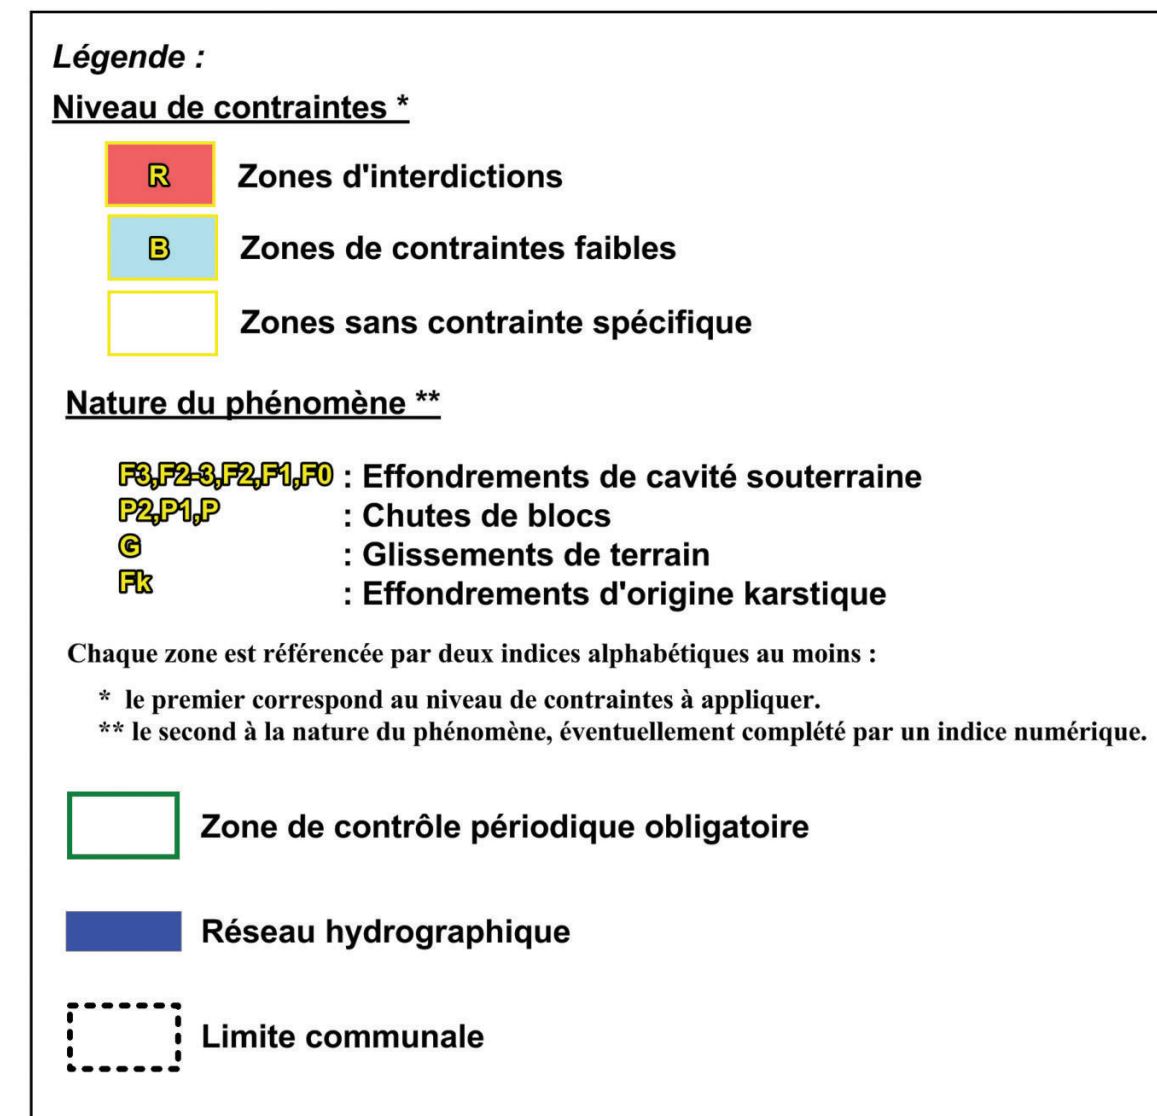 Légende :
Niveau de contraintes *
R Zones d'interdictions
B Zones de contraintes faibles
Zones sans contrainte spécifique
Nature du phénomène **
F3,F2-3,F2,F1,F0 : Effondrements de cavité souterraine
P2,P1,P : Chutes de blocs
G : Glissements de terrain
Fk : Effondrements d'origine karstique
Chaque zone est référencée par deux indices alphabétiques au moins :
* le premier correspond au niveau de contraintes à appliquer.
** le second à la nature du phénomène, éventuellement complété par un indice numérique.
Zone de contrôle périodique obligatoire
Réseau hydrographique
Limite communale